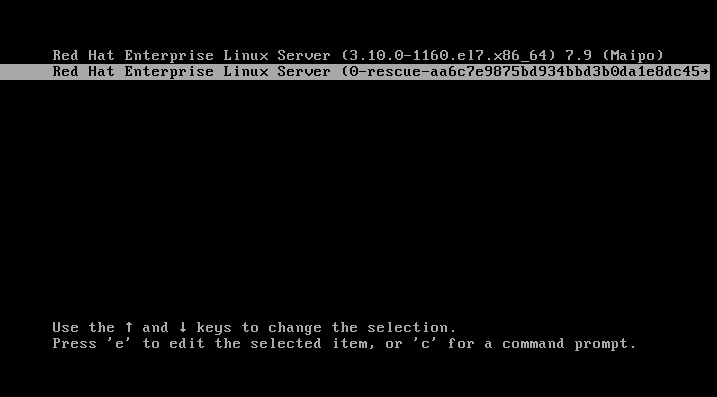 Red Hat Enterprise Linux Server (3.10.0-1160.el7.x86_64) 7.9 (Maipo)
Red Hat Enterprise Linux Server (0-rescue-aa6c7e9875bd934bbd3b0da1e8dc45→
Use the ↑ and ↓ keys to change the selection.
Press 'e' to edit the selected item, or 'c' for a command prompt.